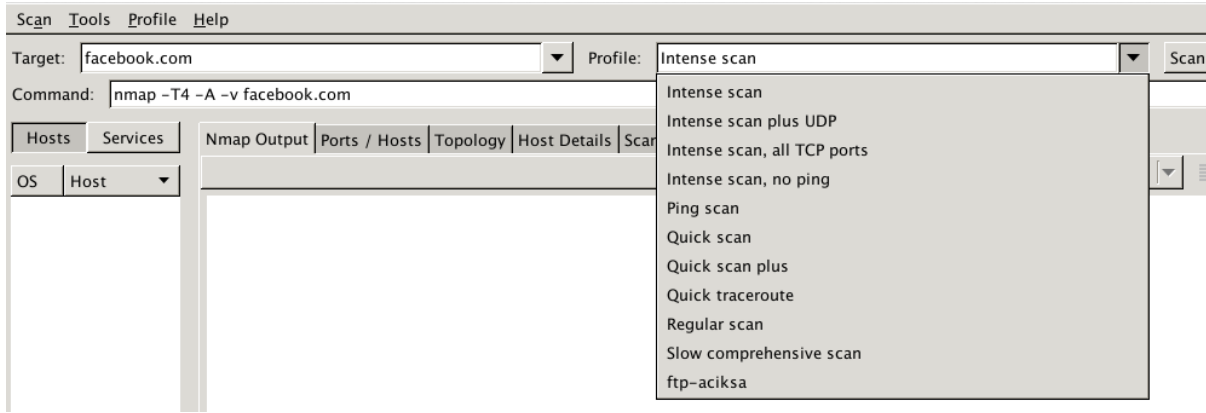 Scan Tools Profile Help
Target: facebook.com Profile: Intense scan Scan
Command: nmap -T4 -A -v facebook.com
Hosts Services Nmap Output Ports / Hosts Topology Host Details
OS Host
Intense scan
Intense scan plus UDP
Intense scan, all TCP ports
Intense scan, no ping
Ping scan
Quick scan
Quick scan plus
Quick traceroute
Regular scan
Slow comprehensive scan
ftp-aciksa